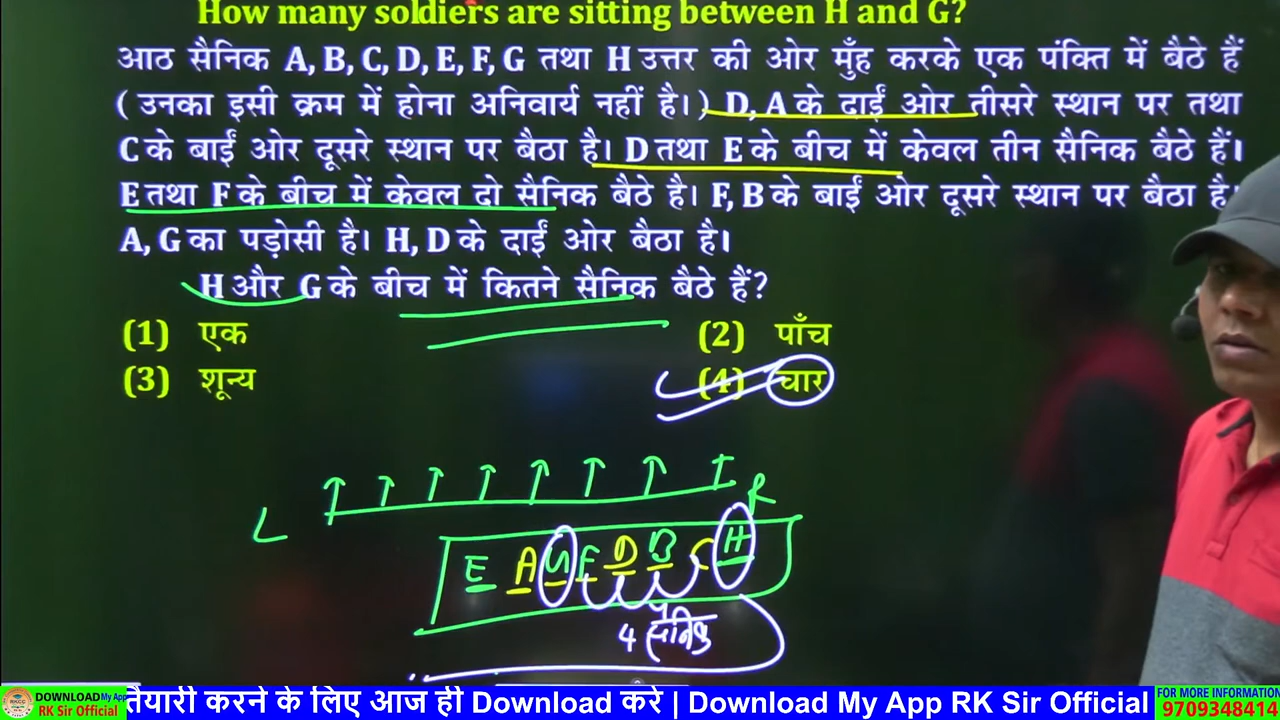 How many soldiers are sitting between H and G?
आठ सैनिक A, B, C, D, E, F, G तथा H उत्तर की ओर मुँह करके एक पंक्ति में बैठे हैं
( उनका इसी क्रम में होना अनिवार्य नहीं है।) D, A के दाईं ओर तीसरे स्थान पर तथा
C के बाईं ओर दूसरे स्थान पर बैठा है। D तथा E के बीच में केवल तीन सैनिक बैठे हैं।
E तथा F के बीच में केवल दो सैनिक बैठे है। F, B के बाईं ओर दूसरे स्थान पर बैठा है।
A, G का पड़ोसी है। H, D के दाईं ओर बैठा है।
H और G के बीच में कितने सैनिक बैठे हैं?
(1) एक (2) पाँच
(3) शून्य (4) चार
L R
E A G F D B C H
4 सैनिक
DOWNLOAD My App
RK Sir Official
तैयारी करने के लिए आज ही Download करे | Download My App RK Sir Official
FOR MORE INFORMATION
9709348414